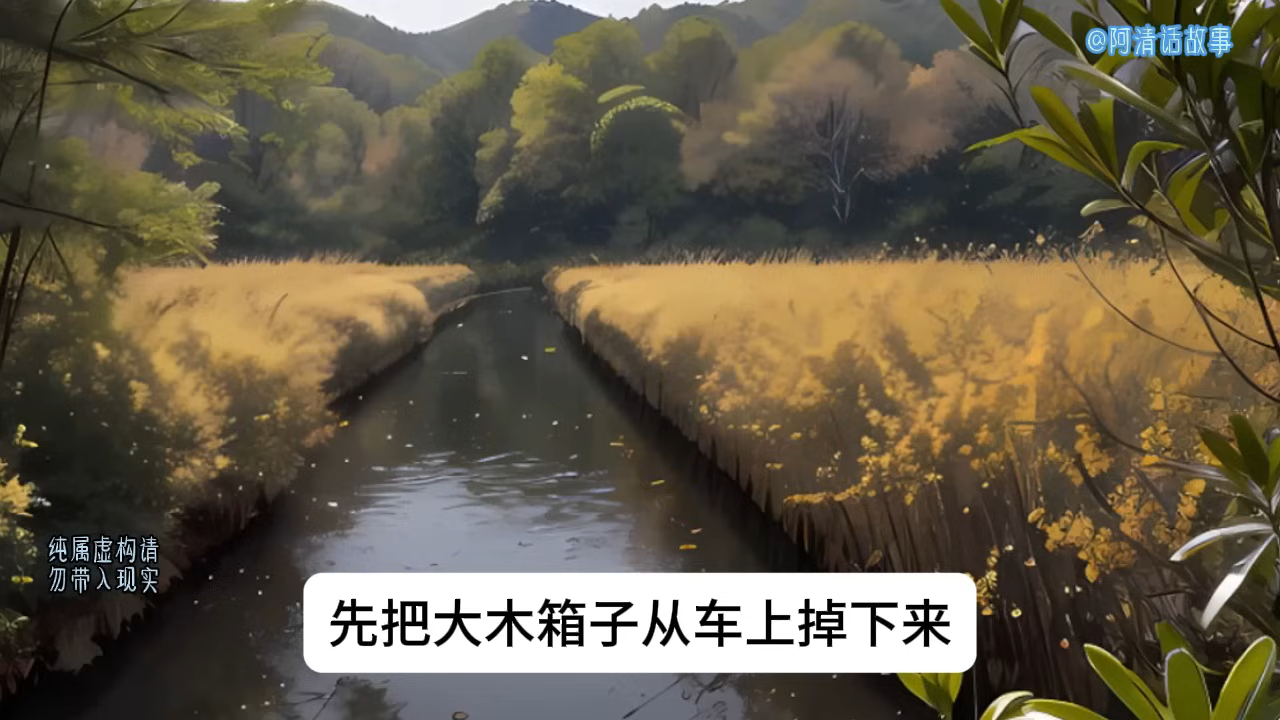 @阿清话故事
纯属虚构请
勿带入现实
先把大木箱子从车上掉下来